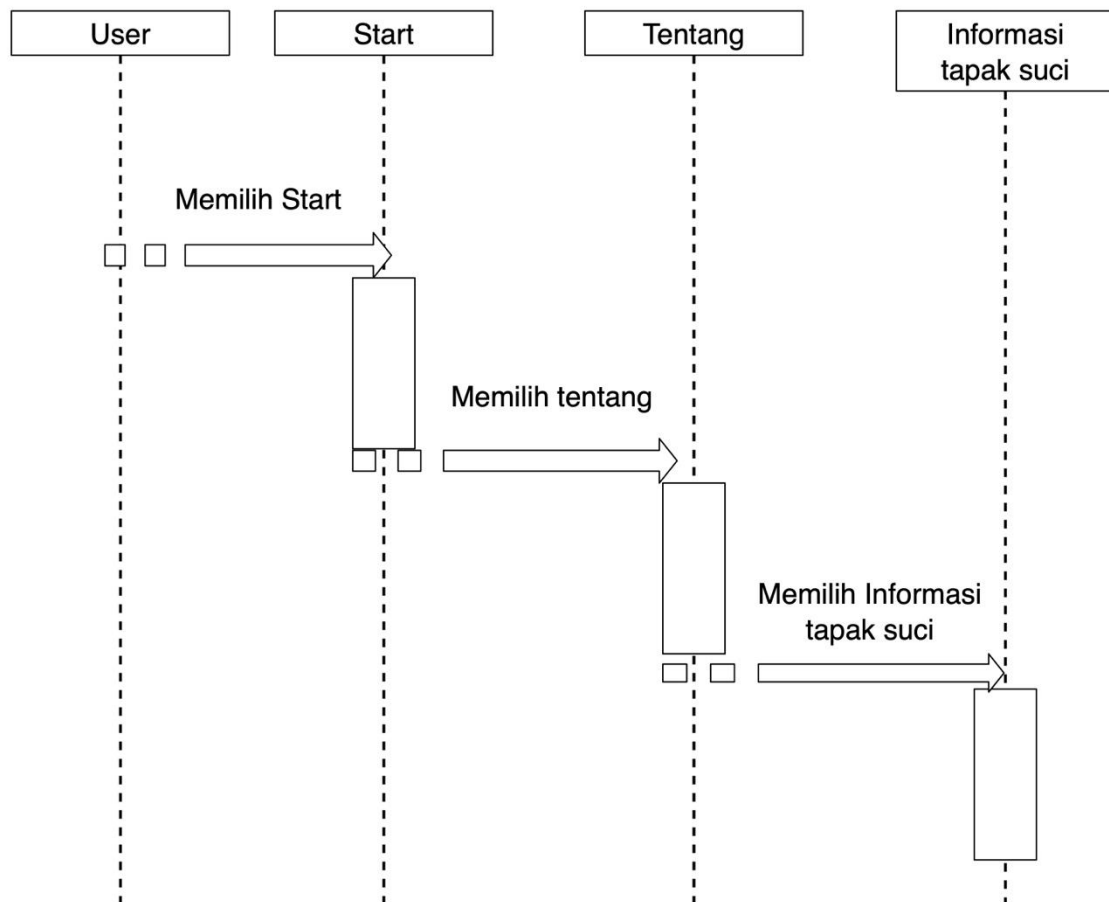 User
Start
Tentang
Informasi
tapak suci
Memilih Start
Memilih tentang
Memilih Informasi
tapak suci